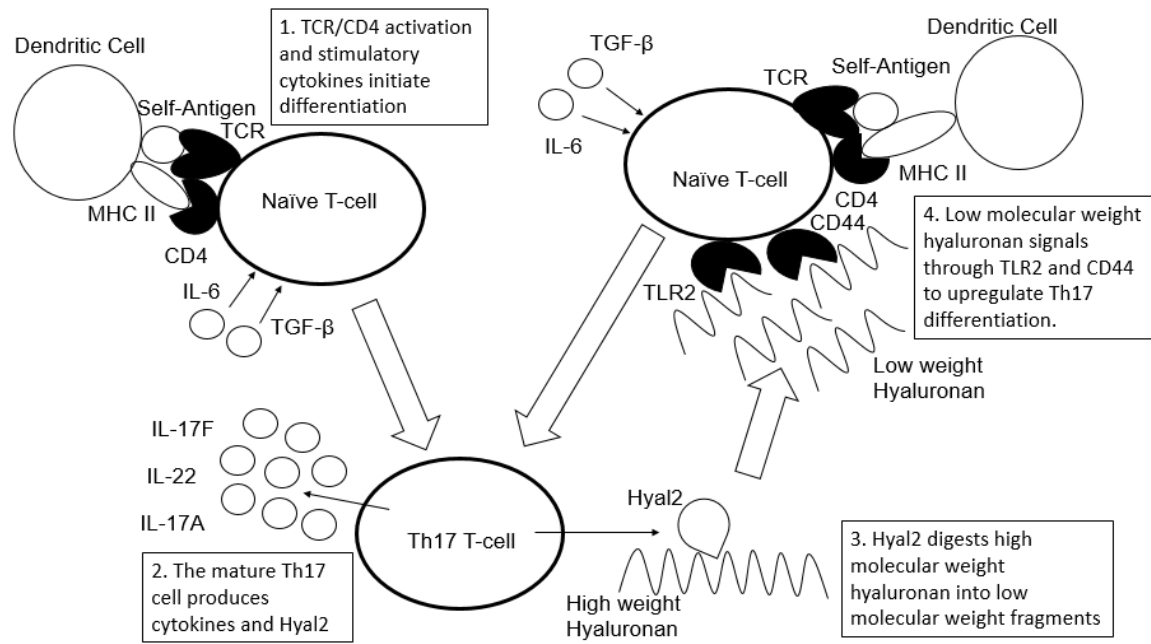 Dendritic Cell
1. TCR/CD4 activation
and stimulatory
cytokines initiate
differentiation
Self-Antigen
TCR
Naïve T-cell
MHC II
CD4
IL-6
TGF-β
TGF-β
IL-6
TCR
Self-Antigen
Dendritic Cell
Naïve T-cell
MHC II
CD4
CD44
TLR2
4. Low molecular weight
hyaluronan signals
through TLR2 and CD44
to upregulate Th17
differentiation.
Low weight
Hyaluronan
IL-17F
IL-22
IL-17A
Th17 T-cell
2. The mature Th17
cell produces
cytokines and Hyal2
Hyal2
High weight
Hyaluronan
3. Hyal2 digests high
molecular weight
hyaluronan into low
molecular weight fragments